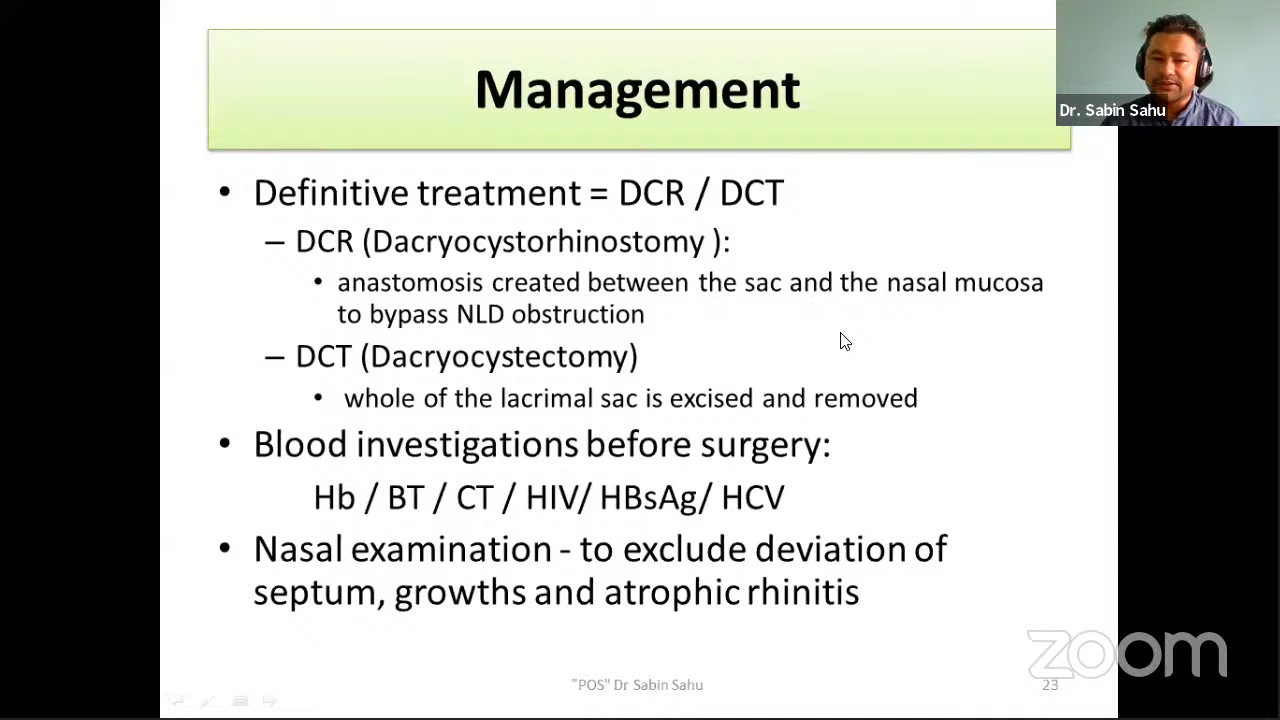 Management
Dr. Sabin Sahu
• Definitive treatment = DCR / DCT
– DCR (Dacryocystorhinostomy ):
• anastomosis created between the sac and the nasal mucosa
to bypass NLD obstruction
– DCT (Dacryocystectomy)
• whole of the lacrimal sac is excised and removed
• Blood investigations before surgery:
Hb / BT / CT / HIV/ HBsAg/ HCV
• Nasal examination - to exclude deviation of
septum, growths and atrophic rhinitis
zoom
"POS" Dr Sabin Sahu
23